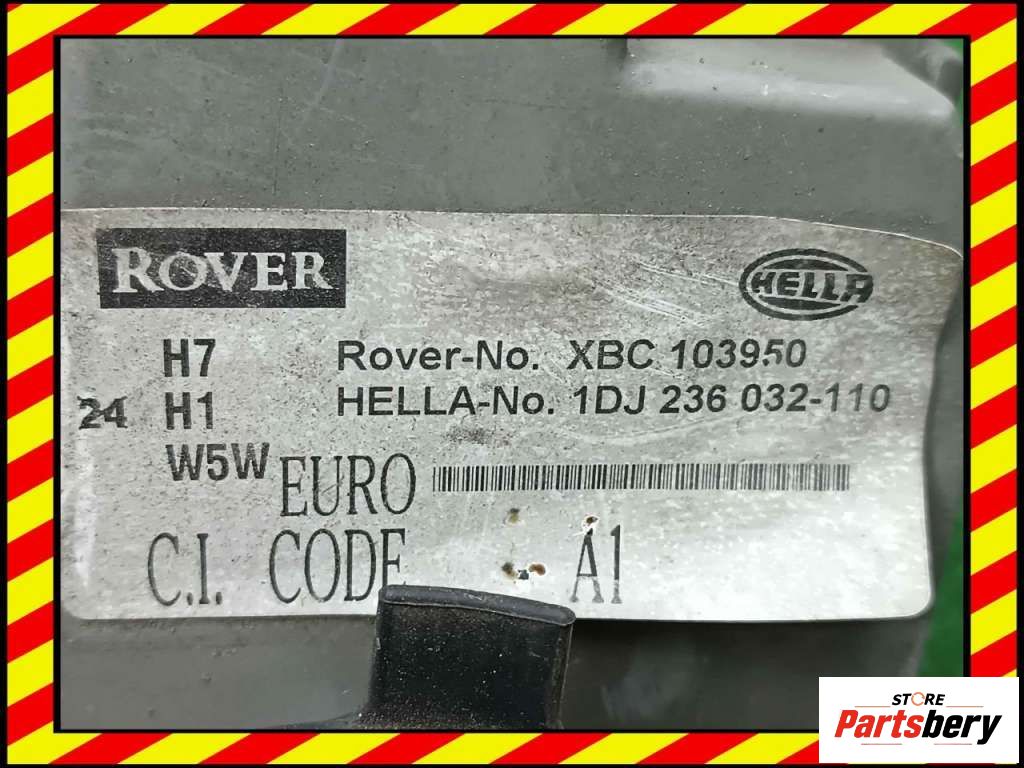 ROVER
HELLA
H7 Rover-No. XBC 103950
24 H1 HELLA-No. 1DJ 236 032-110
W5W EURO
C.I. CODE A1
STORE
Partsbery